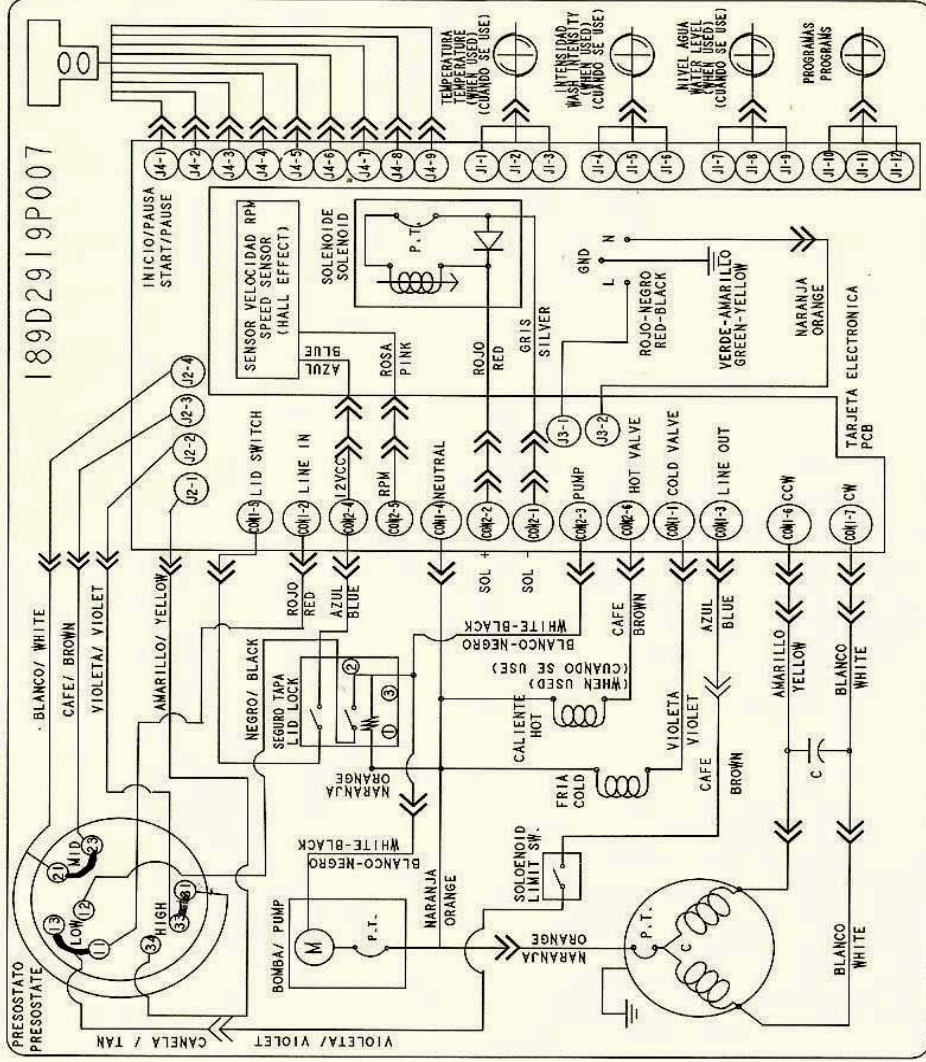 189D2919P007
INICIO/PAUSA
START/PAUSE
J4-1
J4-2
J4-3
J4-4
J4-5
J4-6
J4-7
J4-8
J4-9
TEMPERATURA
TEMPERATURE
(WHEN USED)
(CUANDO SE USE)
J1-1
J1-2
J1-3
INTENSIDAD
WASH INTENSITY
(WHEN USED)
(CUANDO SE USE)
J1-4
J1-5
J1-6
NIVEL AGUA
WATER LEVEL
(WHEN USED)
(CUANDO SE USE)
J1-7
J1-8
J1-9
PROGRAMAS
PROGRAMS
J1-10
J1-11
J1-12
SENSOR VELOCIDAD RPM
SPEED SENSOR
(HALL EFFECT)
AZUL
BLUE
ROSA
PINK
SOLENOIDE
SOLENOID
P.T.
ROJO
RED
GRIS
SILVER
L
GND
N
ROJO-NEGRO
RED-BLACK
VERDE-AMARILLO
GREEN-YELLOW
NARANJA
ORANGE
J3-1
J3-2
TARJETA ELECTRONICA
PCB
J2-4
J2-3
J2-2
J2-1
CON1-5 LID SWITCH
CON1-2 LINE IN
CON2-4 12VCC
CON2-5 RPM
CON1-4 NEUTRAL
CON2-2
CON2-1
CON2-3 PUMP
CON2-6 HOT VALVE
CON1-1 COLD VALVE
CON1-3 LINE OUT
CON1-6 CCW
CON1-7 CW
BLANCO/ WHITE
CAFE/ BROWN
VIOLETA/ VIOLET
AMARILLO/ YELLOW
NEGRO/ BLACK
ROJO
RED
AZUL
BLUE
SOL +
SOL -
BLANCO-NEGRO
WHITE-BLACK
CAFE
BROWN
AZUL
BLUE
AMARILLO
YELLOW
BLANCO
WHITE
SEGURO TAPA
LID LOCK
1
2
3
NARANJA
ORANGE
CALIENTE
HOT
(WHEN USED)
(CUANDO SE USE)
VIOLETA
VIOLET
FRIA
COLD
CAFE
BROWN
C
PRESOSTATO
PRESOSTATE
LOW
MID
HIGH
11
12
13
21
23
31
33
34
BOMBA/ PUMP
M
P.T.
BLANCO-NEGRO
WHITE-BLACK
NARANJA
ORANGE
SOLOENOID
LIMIT SW.
NARANJA
ORANGE
P.T.
C
BLANCO
WHITE
CANELA / TAN
VIOLETA/ VIOLET